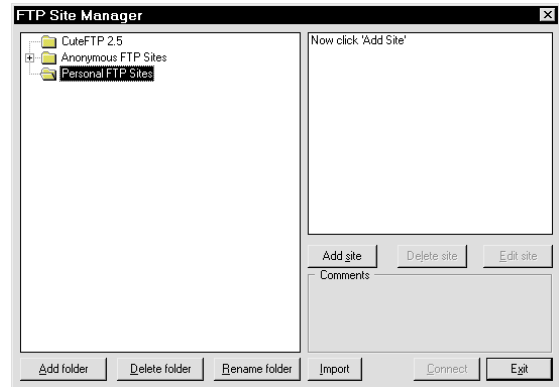 FTP Site Manager
CuteFTP 2.5
Anonymous FTP Sites
Personal FTP Sites
Now click 'Add Site'
Add site
Delete site
Edit site
Comments
Add folder
Delete folder
Rename folder
Import
Connect
Exit